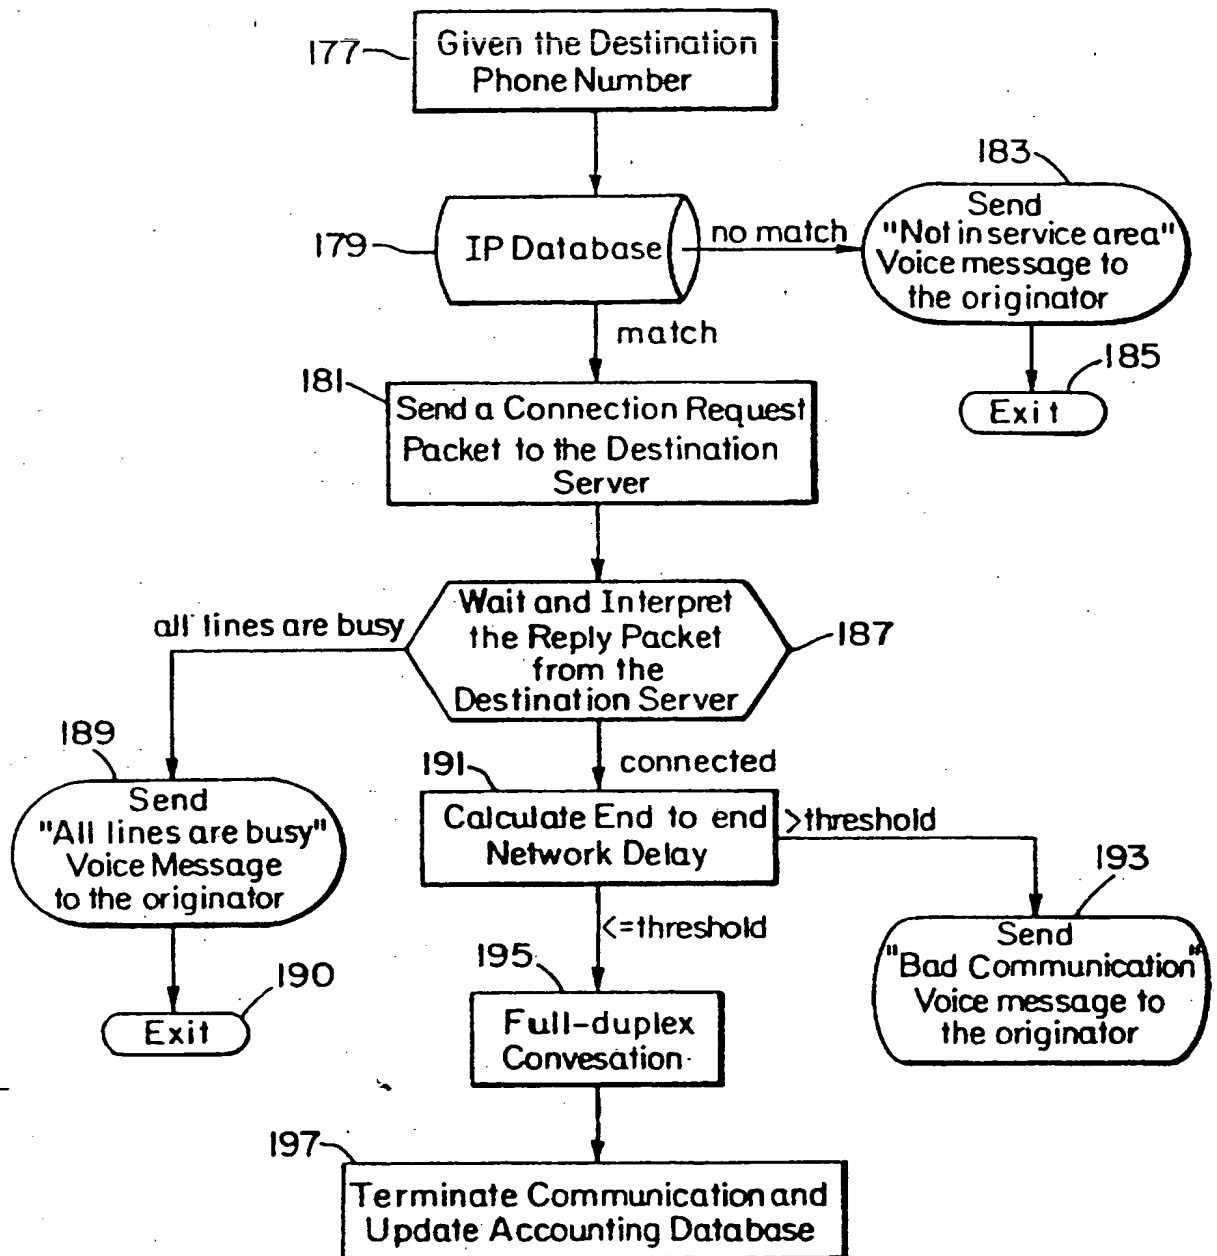 177
Given the Destination
Phone Number
183
Send
"Not in service area"
Voice message to
the originator
179
IP Database
no match
match
185
Exit
181
Send a Connection Request
Packet to the Destination
Server
all lines are busy
Wait and Interpret
the Reply Packet
from the
Destination Server
187
189
Send
"All lines are busy"
Voice Message
to the originator
connected
191
Calculate End to end
Network Delay
>threshold
193
Send
"Bad Communication"
Voice message to
the originator
<=threshold
190
Exit
195
Full-duplex
Convesation
197
Terminate Communication and
Update Accounting Database